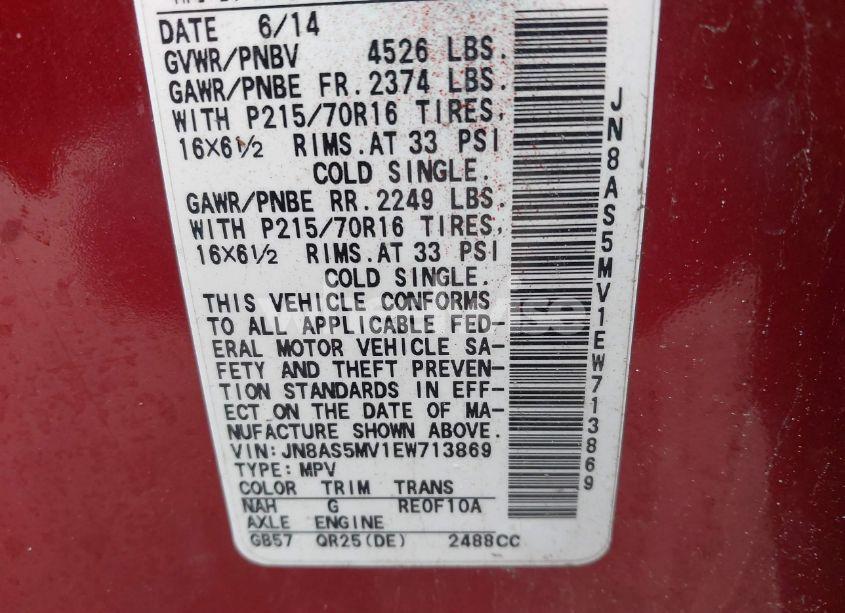 DATE 6/14
GVWR/PNBV 4526 LBS.
GAWR/PNBE FR. 2374 LBS.
WITH P215/70R16 TIRES,
16X6½ RIMS. AT 33 PSI
COLD SINGLE.
GAWR/PNBE RR. 2249 LBS.
WITH P215/70R16 TIRES,
16X6½ RIMS. AT 33 PSI
COLD SINGLE.
THIS VEHICLE CONFORMS
TO ALL APPLICABLE FED-
ERAL MOTOR VEHICLE SA-
FETY AND THEFT PREVEN-
TION STANDARDS IN EFF-
ECT ON THE DATE OF MA-
NUFACTURE SHOWN ABOVE.
VIN:JN8AS5MV1EW713869
TYPE:MPV
COLOR TRIM TRANS
NAH G RE0F10A
AXLE ENGINE
GB57 QR25(DE) 2488CC
JN8AS5MV1EW713869